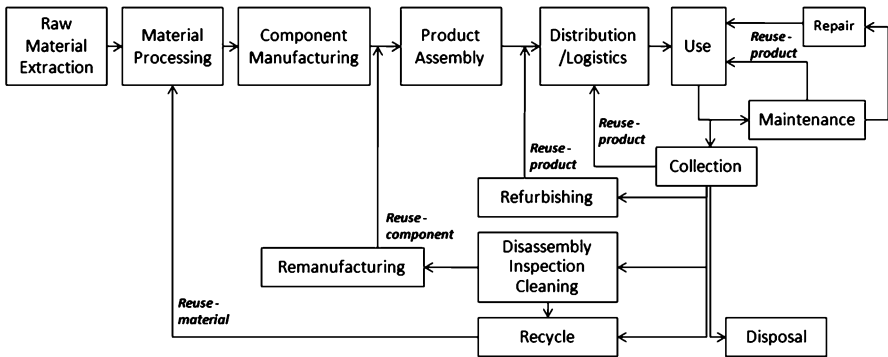 Raw
Material
Extraction
Material
Processing
Component
Manufacturing
Product
Assembly
Distribution
/Logistics
Use
Repair
Reuse-
product
Maintenance
Reuse-
product
Collection
Reuse-
product
Refurbishing
Reuse-
component
Remanufacturing
Disassembly
Inspection
Cleaning
Reuse-
material
Recycle
Disposal